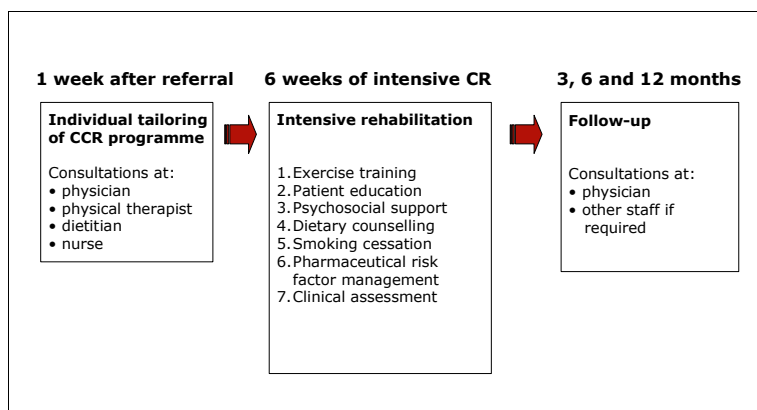 1 week after referral
Individual tailoring
of CCR programme
Consultations at:
• physician
• physical therapist
• dietitian
• nurse
6 weeks of intensive CR
Intensive rehabilitation
1. Exercise training
2. Patient education
3. Psychosocial support
4. Dietary counselling
5. Smoking cessation
6. Pharmaceutical risk
factor management
7. Clinical assessment
3, 6 and 12 months
Follow-up
Consultations at:
• physician
• other staff if
required